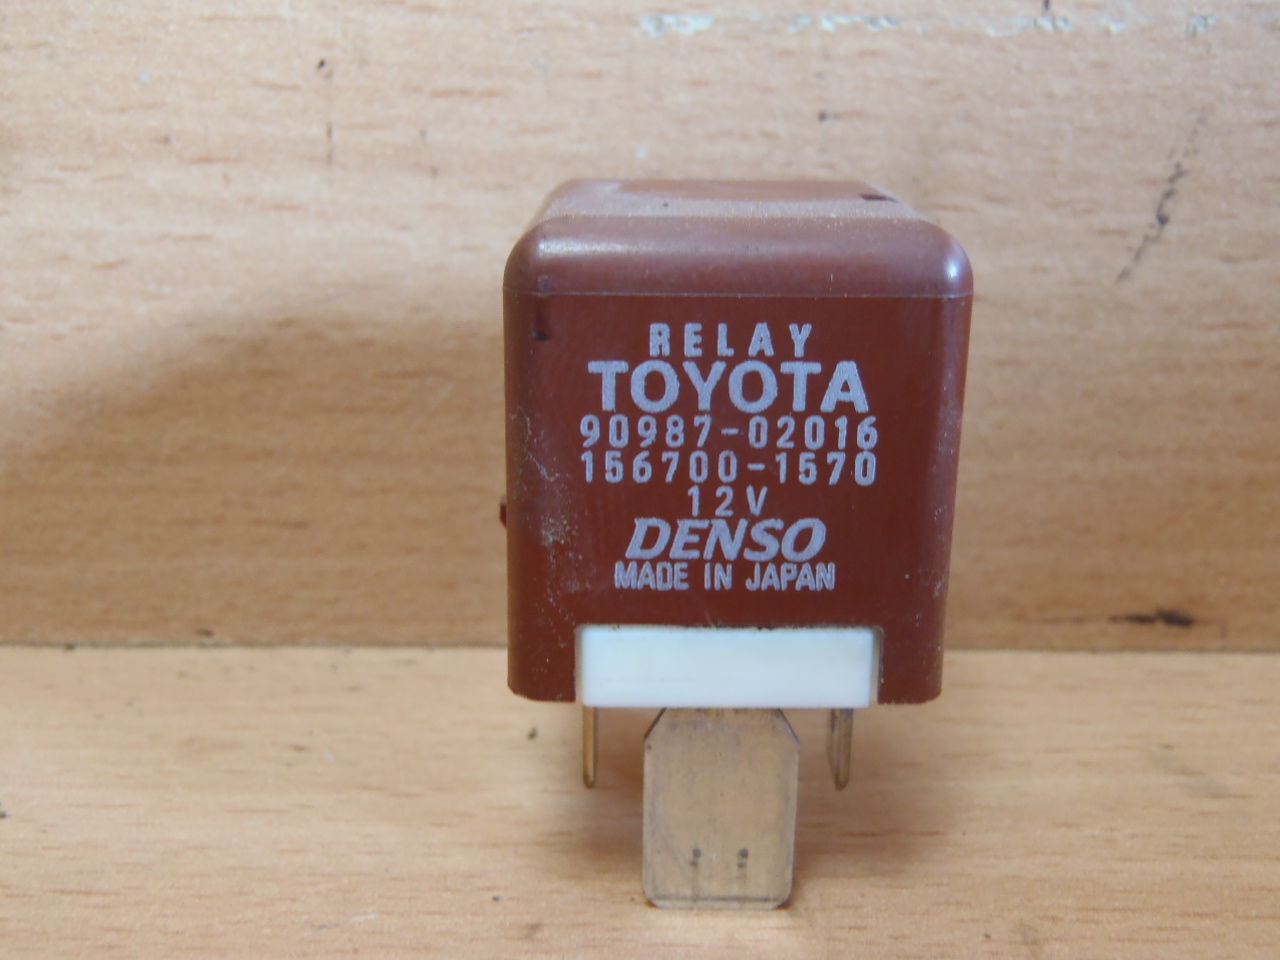 RELAY
TOYOTA
90987-02016
156700-1570
12V
DENSO
MADE IN JAPAN